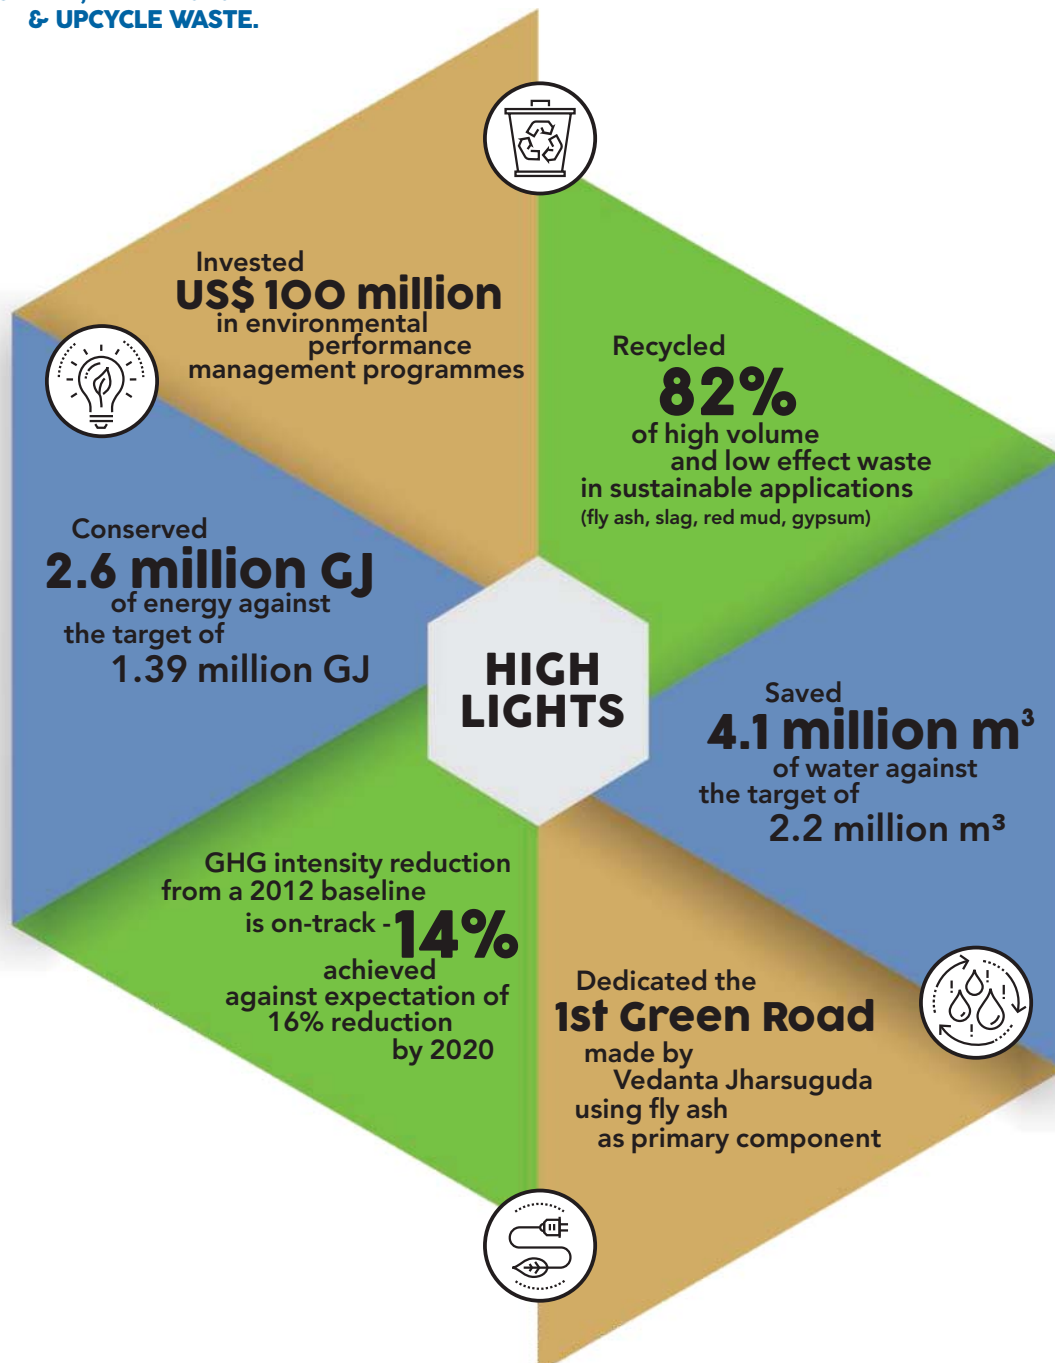 & UPCYCLE WASTE.
Invested
US$ 100 million
in environmental
performance
management programmes
Recycled
82%
of high volume
and low effect waste
in sustainable applications
(fly ash, slag, red mud, gypsum)
Conserved
2.6 million GJ
of energy against
the target of
1.39 million GJ
HIGH
LIGHTS
Saved
4.1 million m³
of water against
the target of
2.2 million m³
GHG intensity reduction
from a 2012 baseline
is on-track - 14%
achieved
against expectation of
16% reduction
by 2020
Dedicated the
1st Green Road
made by
Vedanta Jharsuguda
using fly ash
as primary component